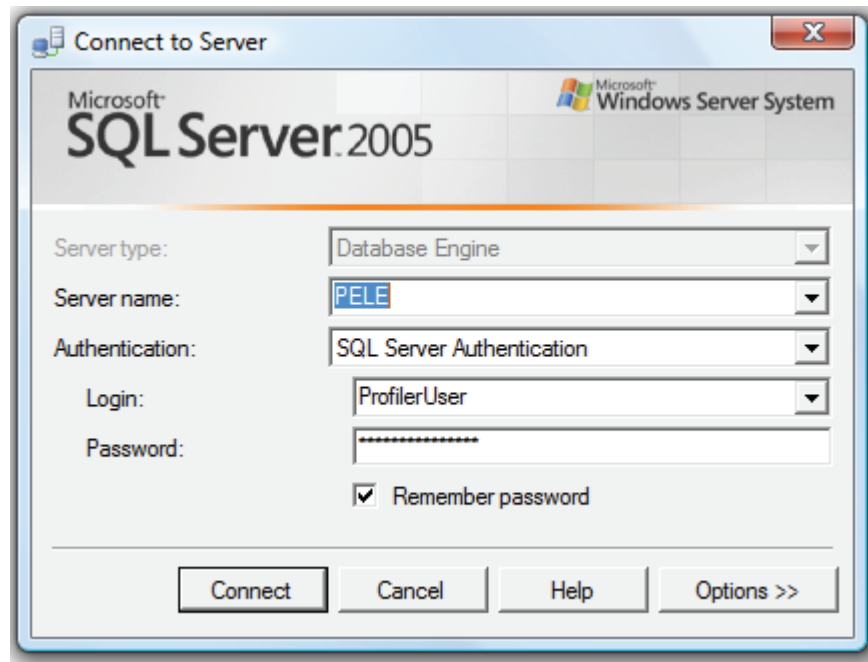 Connect to Server
Microsoft
SQL Server 2005
Microsoft
Windows Server System
Server type: Database Engine
Server name: PELE
Authentication: SQL Server Authentication
Login: ProfilerUser
Password: ***************
Remember password
Connect Cancel Help Options >>